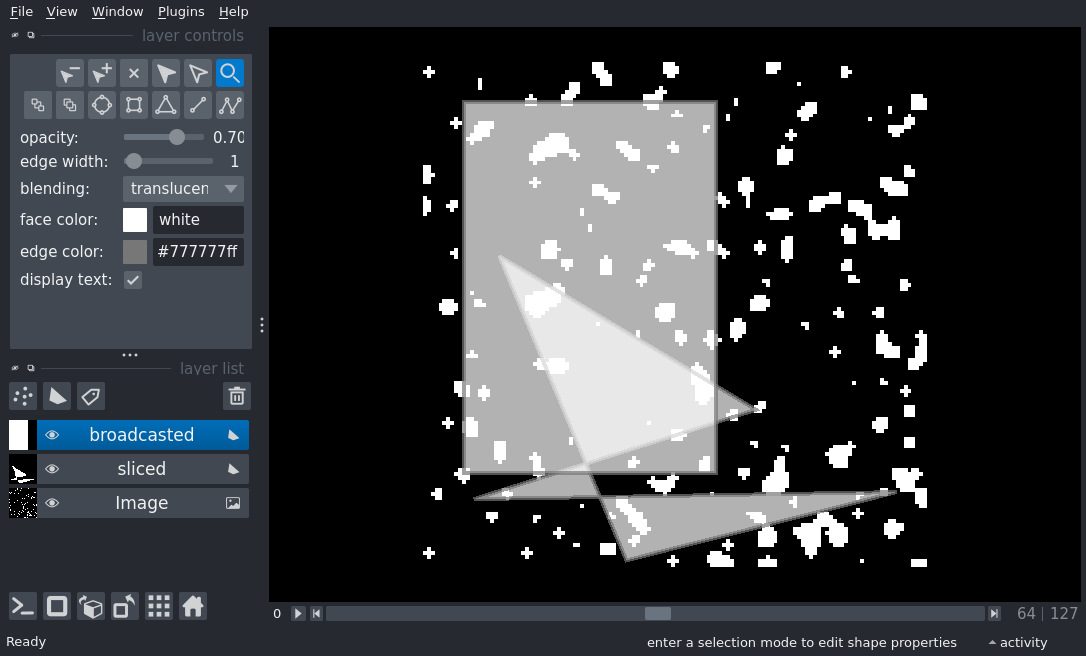 File View Window Plugins Help
layer controls
opacity: 0.70
edge width: 1
blending: translucen
face color: white
edge color: #777777ff
display text:
layer list
broadcasted
sliced
Image
0 64 | 127
Ready enter a selection mode to edit shape properties activity